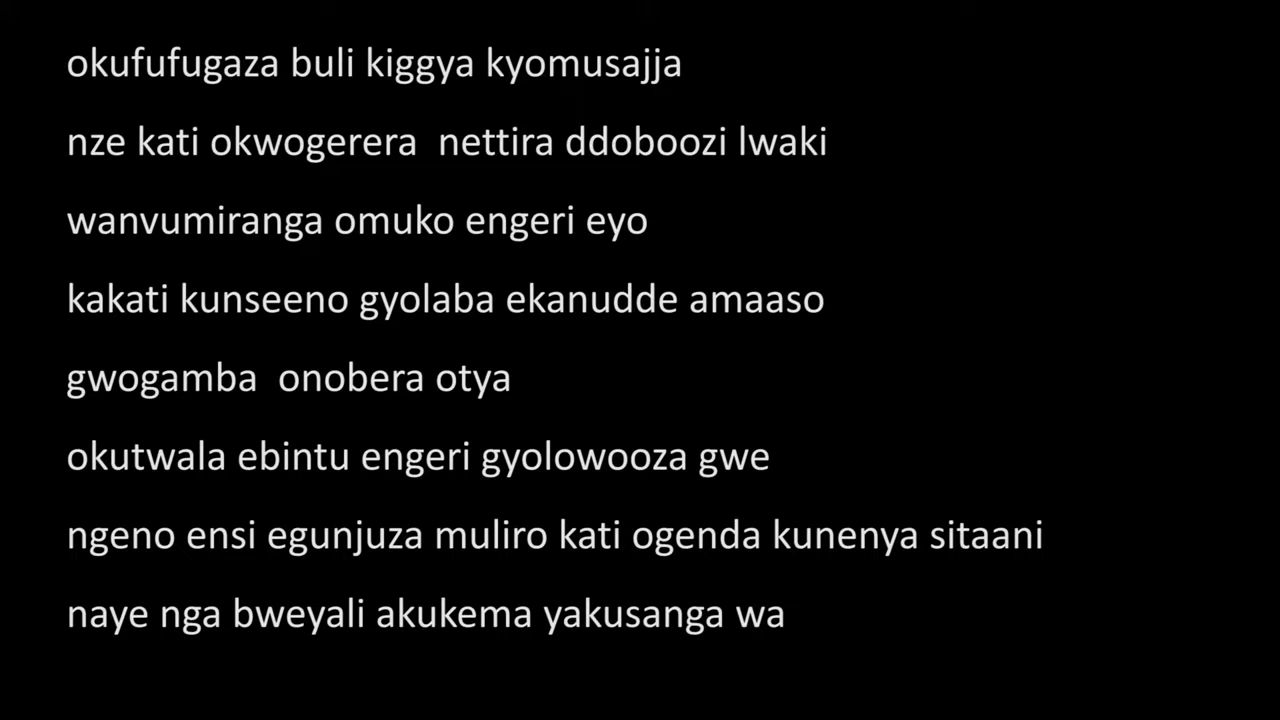 okufufugaza buli kiggya kyomusajja
nze kati okwogerera  nettira ddoboozi lwaki
wanvumiranga omuko engeri eyo
kakati kunseeno gyolaba ekanudde amaaso
gwogamba  onobera otya
okutwala ebintu engeri gyolowooza gwe
ngeno ensi egunjuza muliro kati ogenda kunenya sitaani
naye nga bweyali akukema yakusanga wa